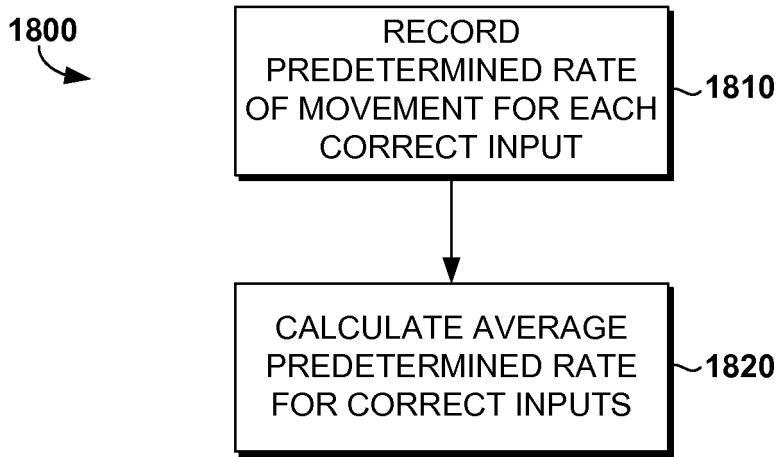 1800
RECORD
PREDETERMINED RATE
OF MOVEMENT FOR EACH
CORRECT INPUT
1810
CALCULATE AVERAGE
PREDETERMINED RATE
FOR CORRECT INPUTS
1820